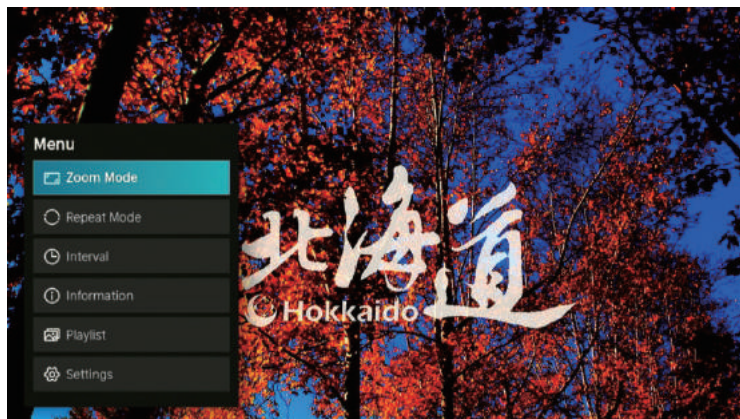 Menu
Zoom Mode
Repeat Mode
Interval
Information
Playlist
Settings
北海道
Hokkaido